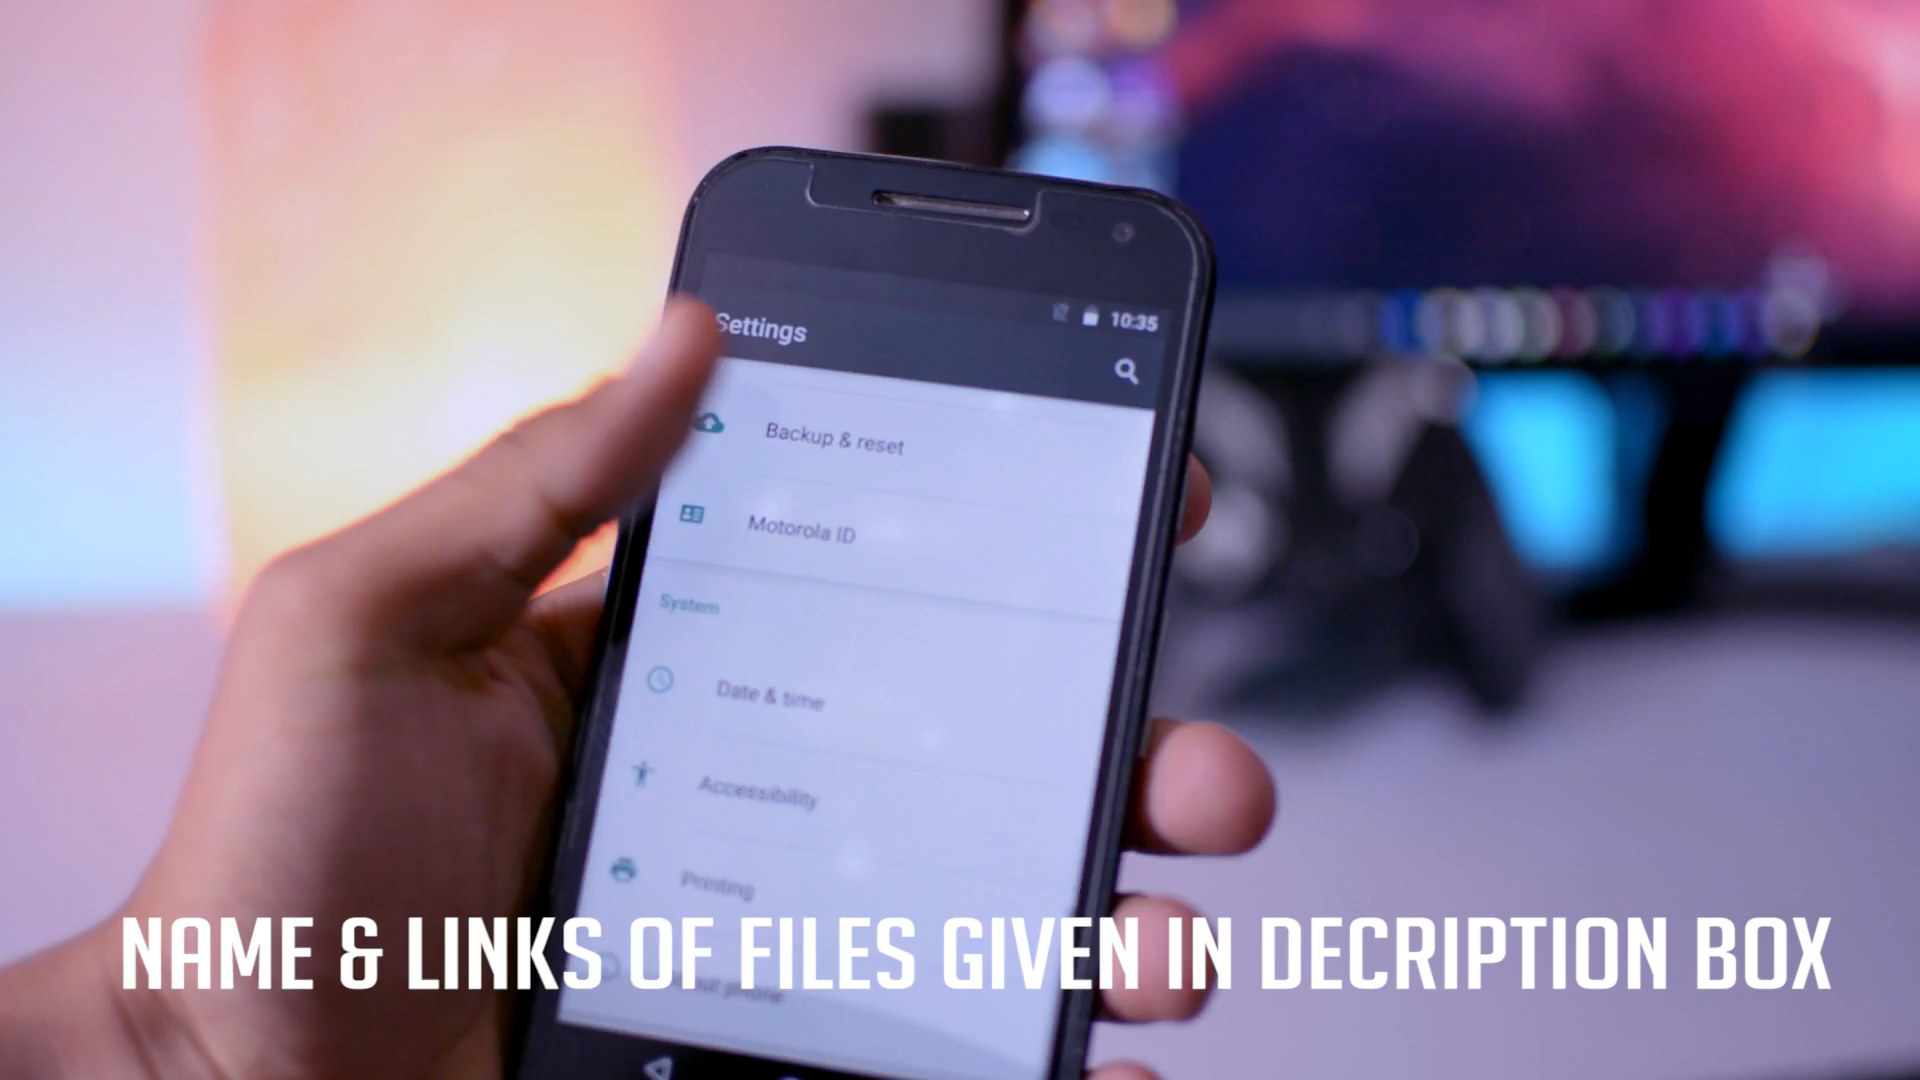 10:35
Settings
Backup & reset
Motorola ID
System
Date & time
Accessibility
Printing
phone
NAME & LINKS OF FILES GIVEN IN DECRIPTION BOX